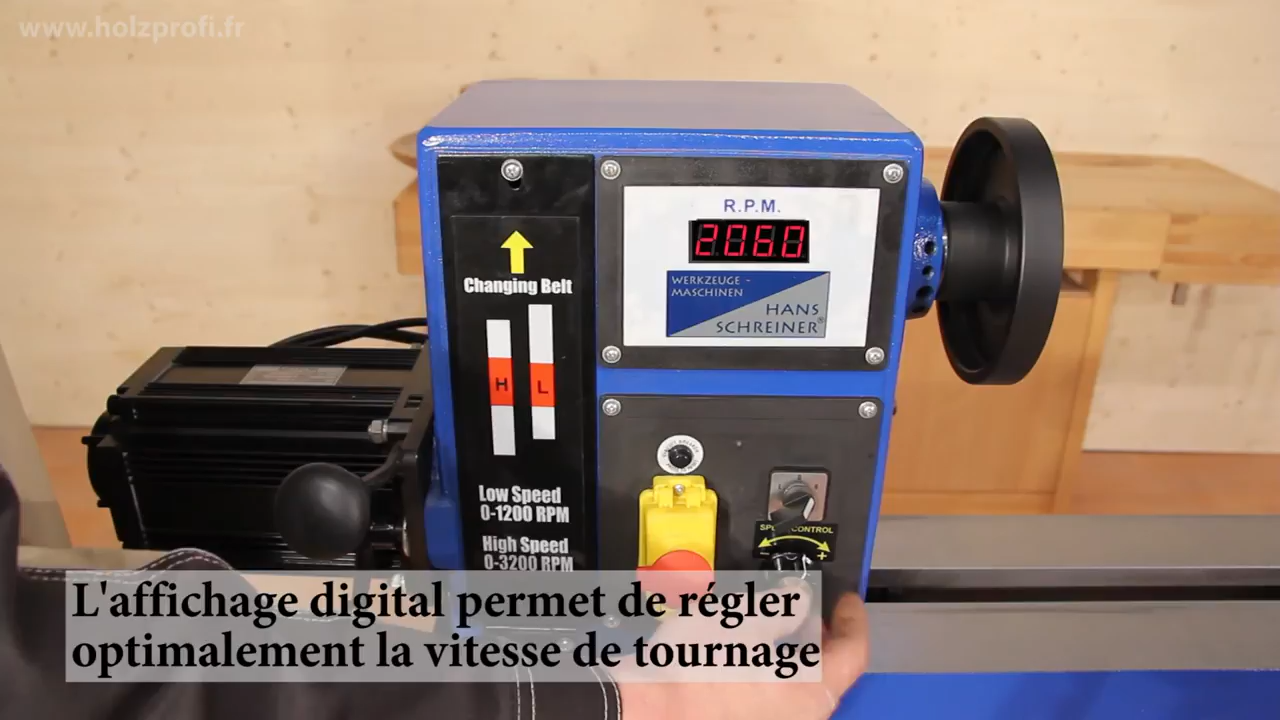 www.holzprofi.fr
R.P.M.
2060
WERKZEUGE -
MASCHINEN
HANS
SCHREINER®
Changing Belt
H L
Low Speed
0-1200 RPM
High Speed
0-3200 RPM
CONTROL
- +
L'affichage digital permet de régler
optimalement la vitesse de tournage